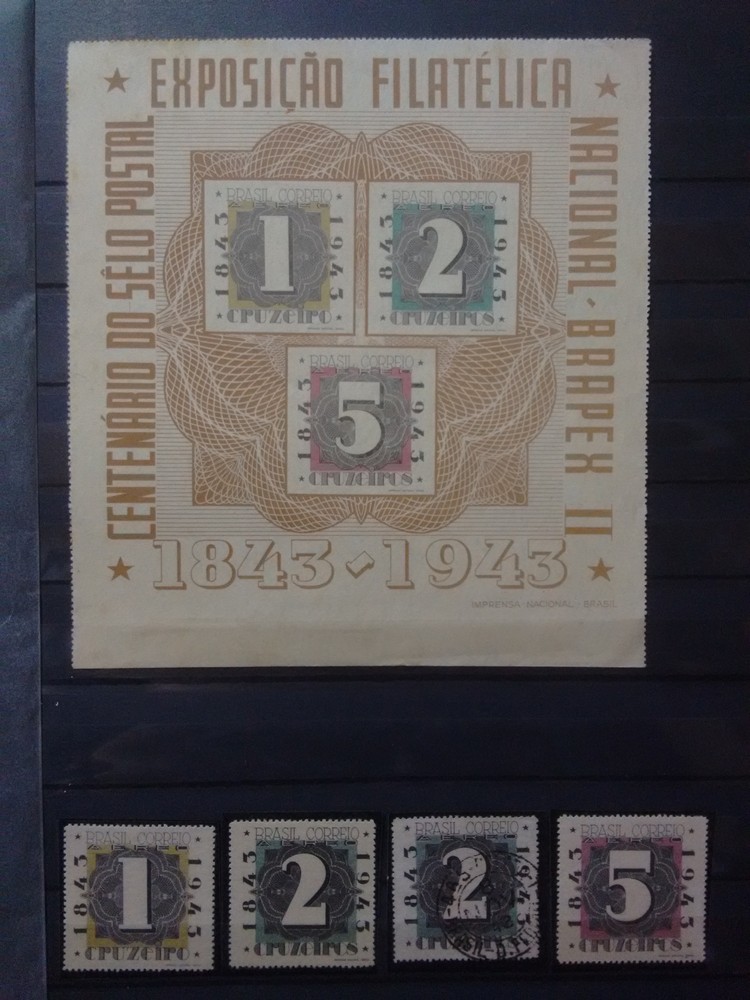 EXPOSIÇÃO FILATÉLICA
NACIONAL · BRAPEX II
CENTENÁRIO DO SÊLO POSTAL
BRASIL CORREIO
1843
1
1943
CRUZEIRO
BRASIL CORREIO
1843
2
1943
CRUZEIROS
BRASIL CORREIO
1843
5
1943
CRUZEIROS
1843-1943
IMPRENSA · NACIONAL · BRASIL
BRASIL CORREIO
1843
1
1943
CRUZEIRO
BRASIL CORREIO
1843
2
1943
CRUZEIROS
BRASIL CORREIO
1843
2
1943
CRUZEIROS
BRASIL CORREIO
1843
5
1943
CRUZEIROS